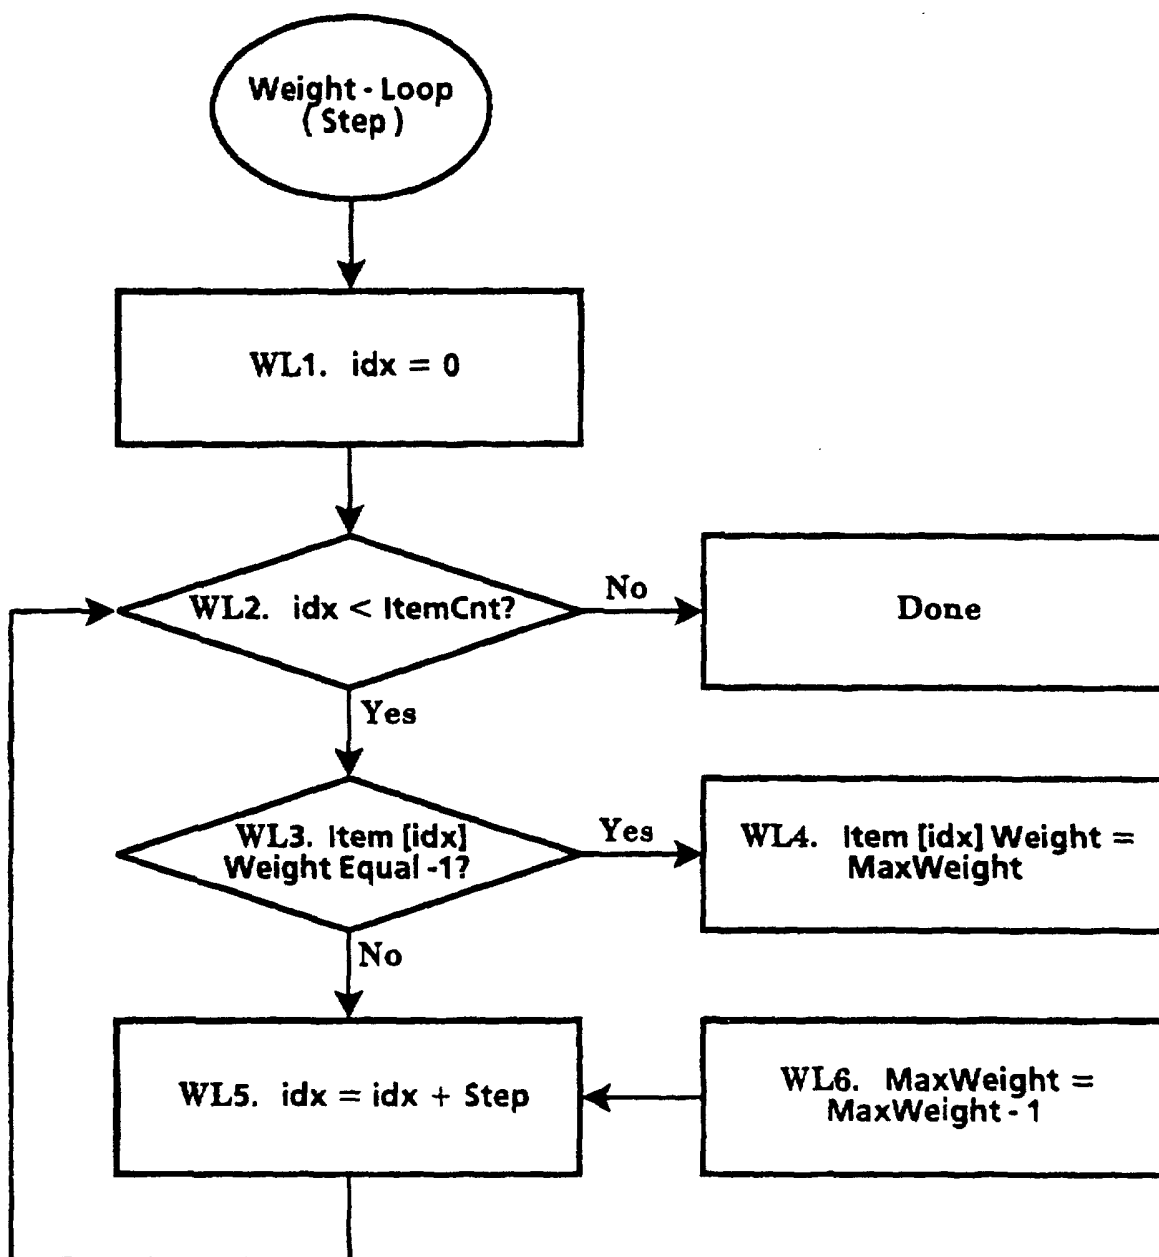 Weight - Loop
( Step )
WL1. idx = 0
WL2. idx < ItemCnt?
No
Done
Yes
WL3. Item [idx]
Weight Equal -1?
Yes
WL4. Item [idx] Weight =
MaxWeight
No
WL5. idx = idx + Step
WL6. MaxWeight =
MaxWeight - 1